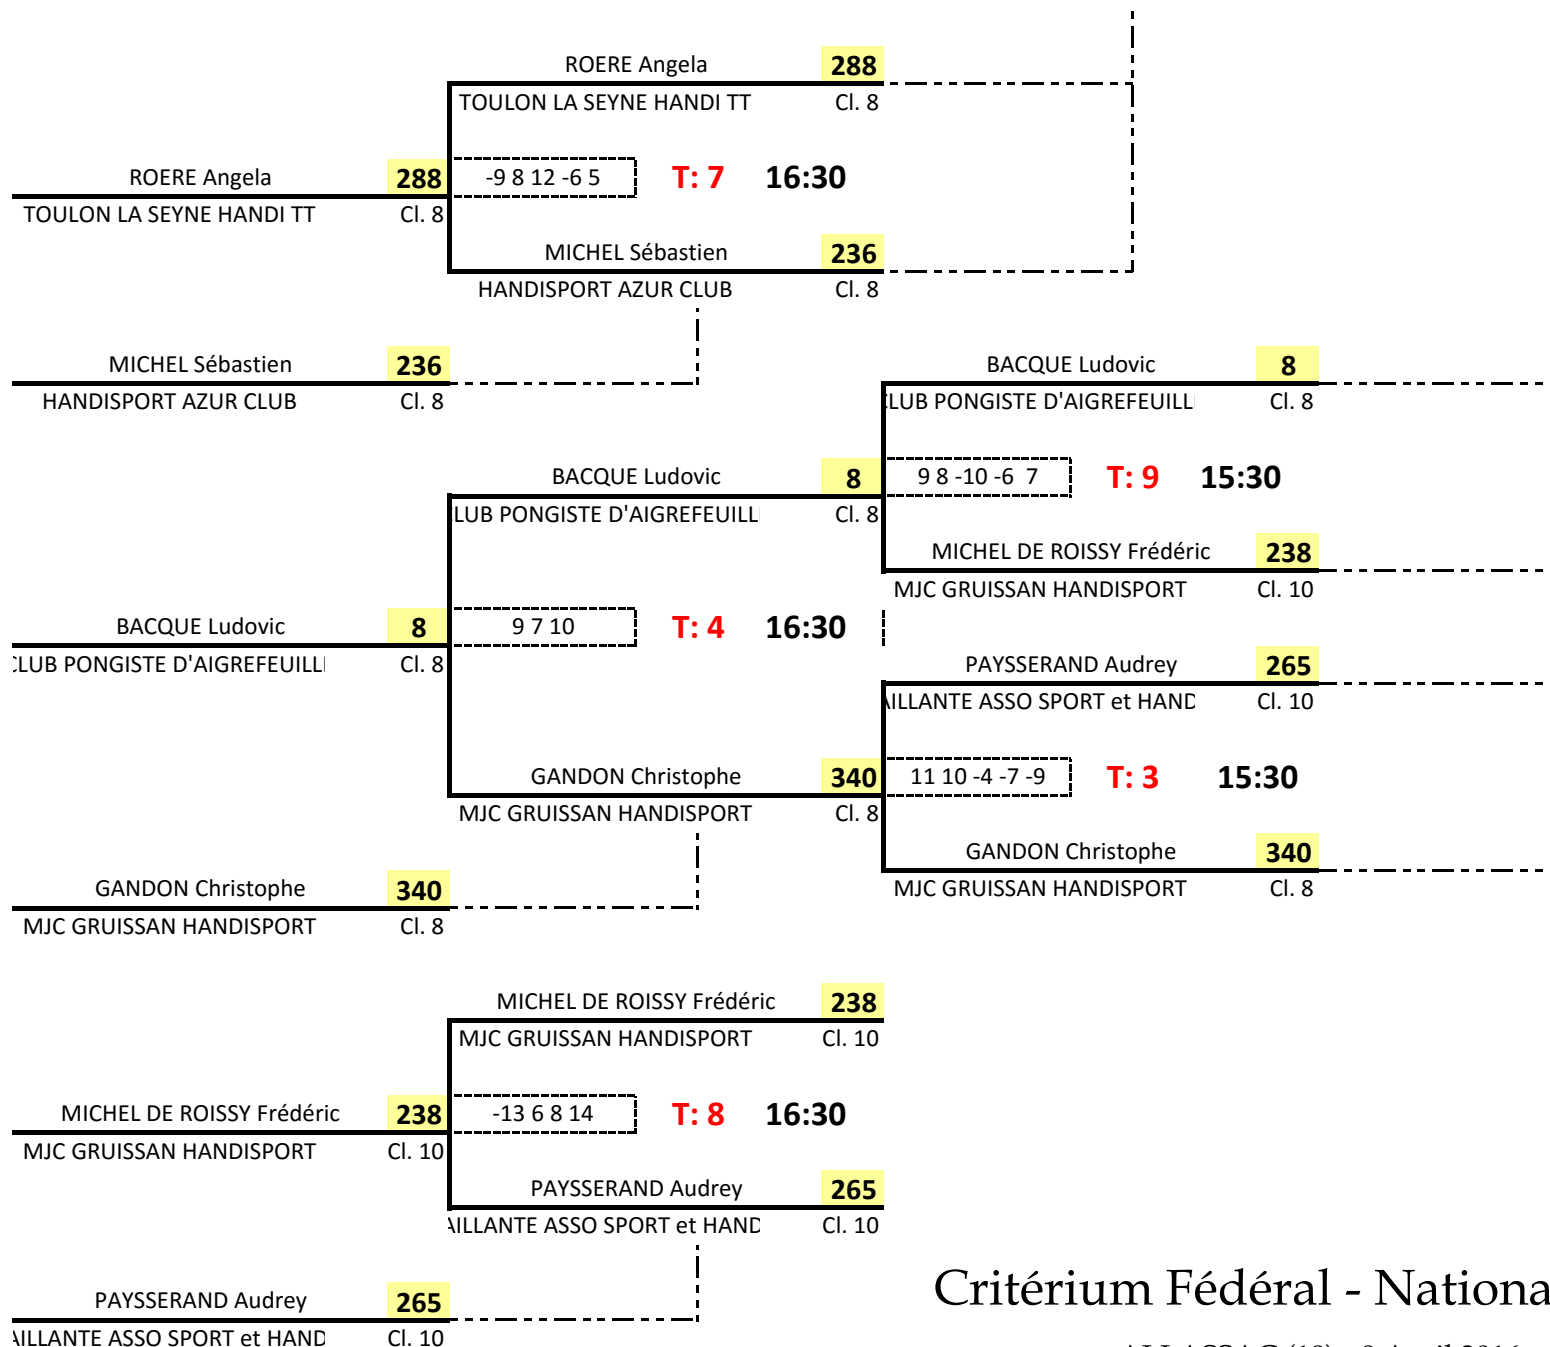 ROERE Angela 288
TOULON LA SEYNE HANDI TT Cl. 8
ROERE Angela 288 -9 8 12 -6 5 T: 7 16:30
TOULON LA SEYNE HANDI TT Cl. 8
MICHEL Sébastien 236
HANDISPORT AZUR CLUB Cl. 8
MICHEL Sébastien 236 BACQUE Ludovic 8
HANDISPORT AZUR CLUB Cl. 8 LUB PONGISTE D'AIGREFEUILL Cl. 8
BACQUE Ludovic 8 9 8 -10 -6 7 T: 9 15:30
LUB PONGISTE D'AIGREFEUILL Cl. 8
MICHEL DE ROISSY Frédéric 238
MJC GRUISSAN HANDISPORT Cl. 10
BACQUE Ludovic 8 9 7 10 T: 4 16:30
CLUB PONGISTE D'AIGREFEUILL Cl. 8 PAYSSERAND Audrey 265
AILLANTE ASSO SPORT et HAND Cl. 10
GANDON Christophe 340 11 10 -4 -7 -9 T: 3 15:30
MJC GRUISSAN HANDISPORT Cl. 8
GANDON Christophe 340
GANDON Christophe 340 MJC GRUISSAN HANDISPORT Cl. 8
MJC GRUISSAN HANDISPORT Cl. 8
MICHEL DE ROISSY Frédéric 238
MJC GRUISSAN HANDISPORT Cl. 10
MICHEL DE ROISSY Frédéric 238 -13 6 8 14 T: 8 16:30
MJC GRUISSAN HANDISPORT Cl. 10
PAYSSERAND Audrey 265
AILLANTE ASSO SPORT et HAND Cl. 10
Critérium Fédéral - Nationa
PAYSSERAND Audrey 265
AILLANTE ASSO SPORT et HAND Cl. 10